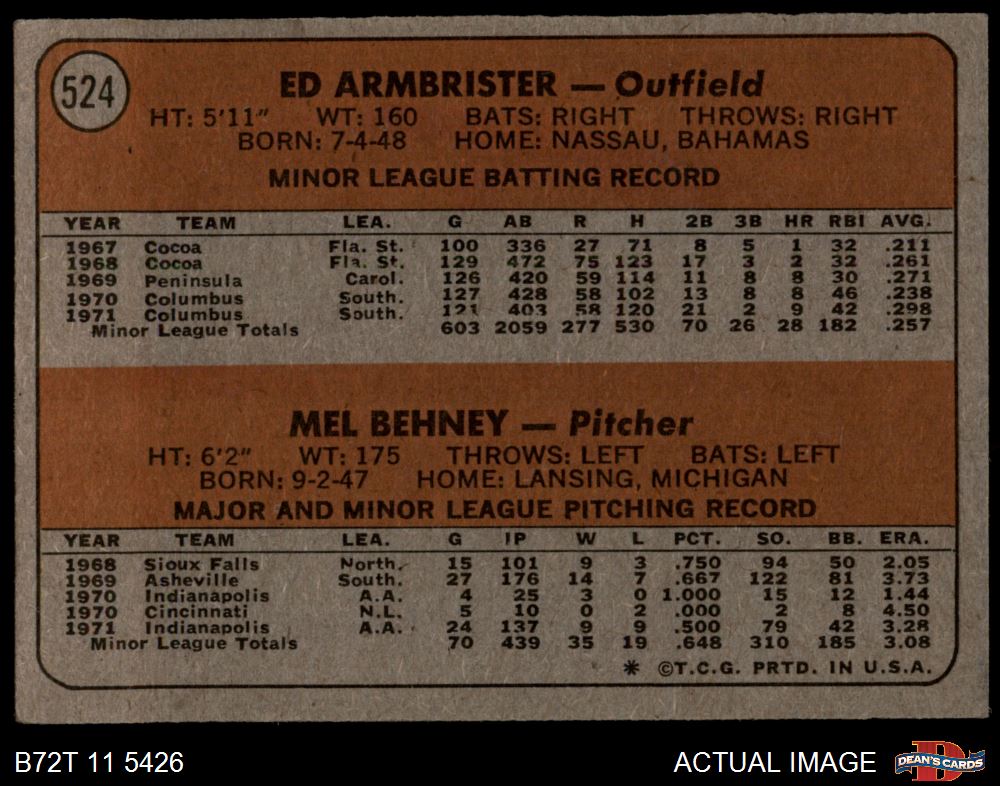 524
ED ARMBRISTER — Outfield
HT: 5'11" WT: 160 BATS: RIGHT THROWS: RIGHT
BORN: 7-4-48 HOME: NASSAU, BAHAMAS
MINOR LEAGUE BATTING RECORD
YEAR TEAM LEA. G AB R H 2B 3B HR RBI AVG.
1967 Cocoa Fla. St. 100 336 27 71 8 5 1 32 .211
1968 Cocoa Fla. St. 129 472 75 123 17 3 2 32 .261
1969 Peninsula Carol. 126 420 59 114 11 8 8 30 .271
1970 Columbus South. 127 428 58 102 13 8 8 46 .238
1971 Columbus South. 121 403 58 120 21 2 9 42 .298
Minor League Totals 603 2059 277 530 70 26 28 182 .257
MEL BEHNEY — Pitcher
HT: 6'2" WT: 175 THROWS: LEFT BATS: LEFT
BORN: 9-2-47 HOME: LANSING, MICHIGAN
MAJOR AND MINOR LEAGUE PITCHING RECORD
YEAR TEAM LEA. G IP W L PCT. SO. BB. ERA.
1968 Sioux Falls North. 15 101 9 3 .750 94 50 2.05
1969 Asheville South. 27 176 14 7 .667 122 81 3.73
1970 Indianapolis A.A. 4 25 3 0 1.000 15 12 1.44
1970 Cincinnati N.L. 5 10 0 2 .000 2 8 4.50
1971 Indianapolis A.A. 24 137 9 9 .500 79 42 3.28
Minor League Totals 70 439 35 19 .648 310 185 3.08
* ©T.C.G. PRTD. IN U.S.A.
B72T 11 5426 ACTUAL IMAGE D DEAN'S CARDS